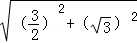 √((3/2)² + (√3)²)